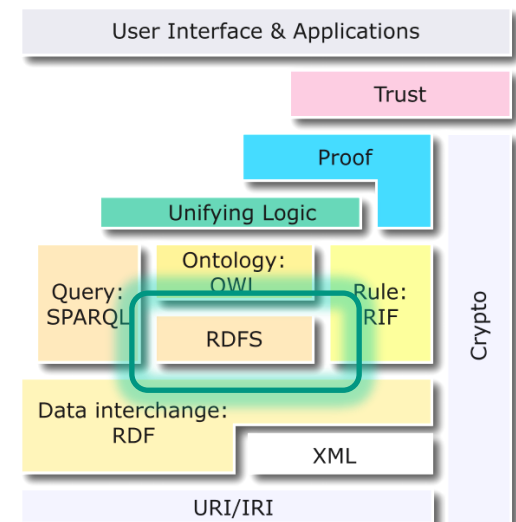 User Interface & Applications
Trust
Proof
Unifying Logic
Ontology:
OWL
Query:
SPARQL
Rule:
RIF
RDFS
Crypto
Data interchange:
RDF
XML
URI/IRI